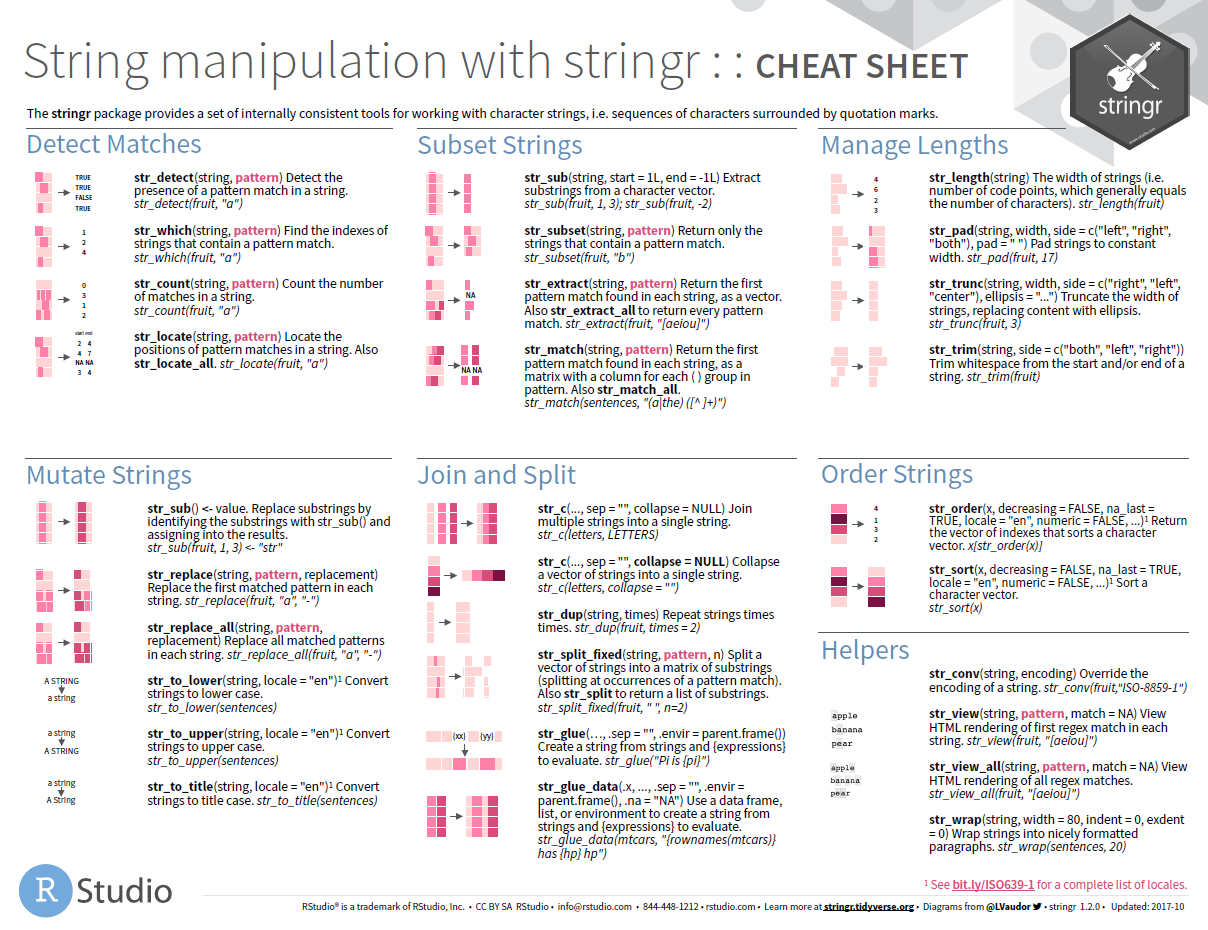 String manipulation with stringr : : CHEAT SHEET
The stringr package provides a set of internally consistent tools for working with character strings, i.e. sequences of characters surrounded by quotation marks.
stringr
Detect Matches
TRUE
TRUE
FALSE
TRUE
str_detect(string, pattern) Detect the
presence of a pattern match in a string.
str_detect(fruit, "a")
1
2
4
str_which(string, pattern) Find the indexes of
strings that contain a pattern match.
str_which(fruit, "a")
0
3
1
2
str_count(string, pattern) Count the number
of matches in a string.
str_count(fruit, "a")
start end
2 4
4 7
NA NA
3 4
str_locate(string, pattern) Locate the
positions of pattern matches in a string. Also
str_locate_all. str_locate(fruit, "a")
Subset Strings
str_sub(string, start = 1L, end = -1L) Extract
substrings from a character vector.
str_sub(fruit, 1, 3); str_sub(fruit, -2)
str_subset(string, pattern) Return only the
strings that contain a pattern match.
str_subset(fruit, "b")
NA
str_extract(string, pattern) Return the first
pattern match found in each string, as a vector.
Also str_extract_all to return every pattern
match. str_extract(fruit, "[aeiou]")
NA NA
str_match(string, pattern) Return the first
pattern match found in each string, as a
matrix with a column for each ( ) group in
pattern. Also str_match_all.
str_match(sentences, "(a|the) ([^ ]+)")
Manage Lengths
4
6
2
3
str_length(string) The width of strings (i.e.
number of code points, which generally equals
the number of characters). str_length(fruit)
str_pad(string, width, side = c("left", "right",
"both"), pad = " ") Pad strings to constant
width. str_pad(fruit, 17)
str_trunc(string, width, side = c("right", "left",
"center"), ellipsis = "...") Truncate the width of
strings, replacing content with ellipsis.
str_trunc(fruit, 3)
str_trim(string, side = c("both", "left", "right"))
Trim whitespace from the start and/or end of a
string. str_trim(fruit)
Mutate Strings
str_sub() <- value. Replace substrings by
identifying the substrings with str_sub() and
assigning into the results.
str_sub(fruit, 1, 3) <- "str"
str_replace(string, pattern, replacement)
Replace the first matched pattern in each
string. str_replace(fruit, "a", "-")
str_replace_all(string, pattern,
replacement) Replace all matched patterns
in each string. str_replace_all(fruit, "a", "-")
A STRING
a string
str_to_lower(string, locale = "en")1 Convert
strings to lower case.
str_to_lower(sentences)
a string
A STRING
str_to_upper(string, locale = "en")1 Convert
strings to upper case.
str_to_upper(sentences)
a string
A String
str_to_title(string, locale = "en")1 Convert
strings to title case. str_to_title(sentences)
Join and Split
str_c(..., sep = "", collapse = NULL) Join
multiple strings into a single string.
str_c(letters, LETTERS)
str_c(..., sep = "", collapse = NULL) Collapse
a vector of strings into a single string.
str_c(letters, collapse = "")
str_dup(string, times) Repeat strings times
times. str_dup(fruit, times = 2)
str_split_fixed(string, pattern, n) Split a
vector of strings into a matrix of substrings
(splitting at occurrences of a pattern match).
Also str_split to return a list of substrings.
str_split_fixed(fruit, " ", n=2)
{xx} {yy}
str_glue(…, .sep = "", .envir = parent.frame())
Create a string from strings and {expressions}
to evaluate. str_glue("Pi is {pi}")
str_glue_data(.x, ..., .sep = "", .envir =
parent.frame(), .na = "NA") Use a data frame,
list, or environment to create a string from
strings and {expressions} to evaluate.
str_glue_data(mtcars, "{rownames(mtcars)}
has {hp} hp")
Order Strings
4
1
3
2
str_order(x, decreasing = FALSE, na_last =
TRUE, locale = "en", numeric = FALSE, ...)1 Return
the vector of indexes that sorts a character
vector. x[str_order(x)]
str_sort(x, decreasing = FALSE, na_last = TRUE,
locale = "en", numeric = FALSE, ...)1 Sort a
character vector.
str_sort(x)
Helpers
str_conv(string, encoding) Override the
encoding of a string. str_conv(fruit,"ISO-8859-1")
apple
banana
pear
str_view(string, pattern, match = NA) View
HTML rendering of first regex match in each
string. str_view(fruit, "[aeiou]")
apple
banana
pear
str_view_all(string, pattern, match = NA) View
HTML rendering of all regex matches.
str_view_all(fruit, "[aeiou]")
str_wrap(string, width = 80, indent = 0, exdent
= 0) Wrap strings into nicely formatted
paragraphs. str_wrap(sentences, 20)
1 See bit.ly/ISO639-1 for a complete list of locales.
R Studio
RStudio® is a trademark of RStudio, Inc. • CC BY SA RStudio • info@rstudio.com • 844-448-1212 • rstudio.com • Learn more at stringr.tidyverse.org • Diagrams from @LVaudor • stringr 1.2.0 • Updated: 2017-10